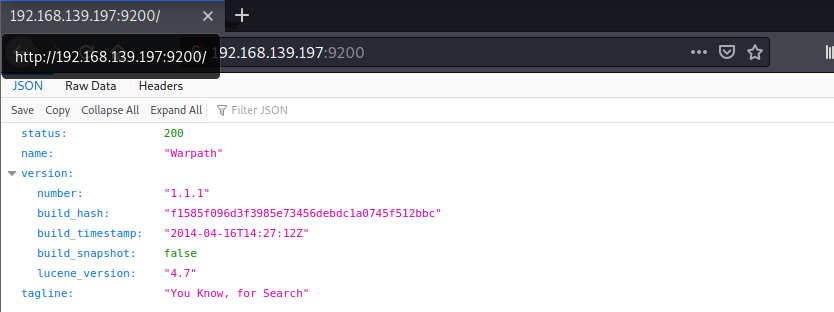 192.168.139.197:9200/
192.168.139.197:9200
http://192.168.139.197:9200/
JSON Raw Data Headers
Save Copy Collapse All Expand All Filter JSON
status: 200
name: "Warpath"
version:
number: "1.1.1"
build_hash: "f1585f096d3f3985e73456debdc1a0745f512bbc"
build_timestamp: "2014-04-16T14:27:12Z"
build_snapshot: false
lucene_version: "4.7"
tagline: "You Know, for Search"